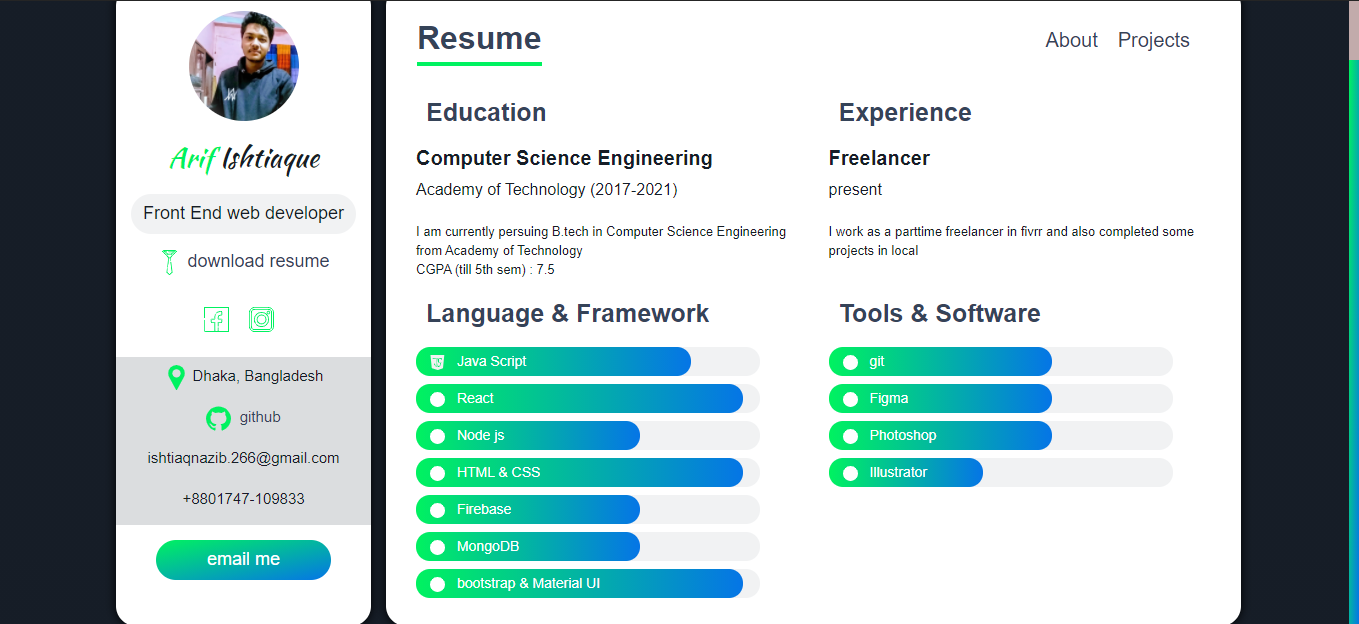 Arif Ishtiaque
Front End web developer
download resume
Dhaka, Bangladesh
github
ishtiaqnazib.266@gmail.com
+8801747-109833
email me
Resume
About Projects
Education
Computer Science Engineering
Academy of Technology (2017-2021)
I am currently persuing B.tech in Computer Science Engineering
from Academy of Technology
CGPA (till 5th sem) : 7.5
Experience
Freelancer
present
I work as a parttime freelancer in fivrr and also completed some
projects in local
Language & Framework
Java Script
React
Node js
HTML & CSS
Firebase
MongoDB
bootstrap & Material UI
Tools & Software
git
Figma
Photoshop
Illustrator